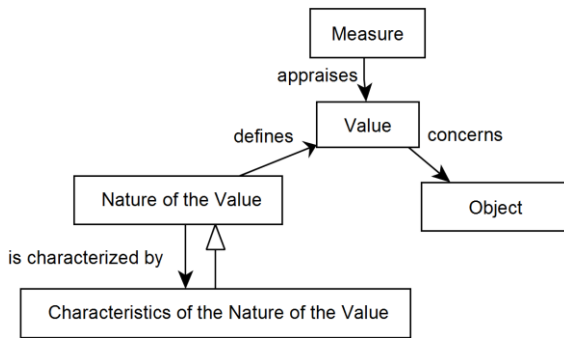 Measure
appraises
Value
defines
concerns
Nature of the Value
Object
is characterized by
Characteristics of the Nature of the Value